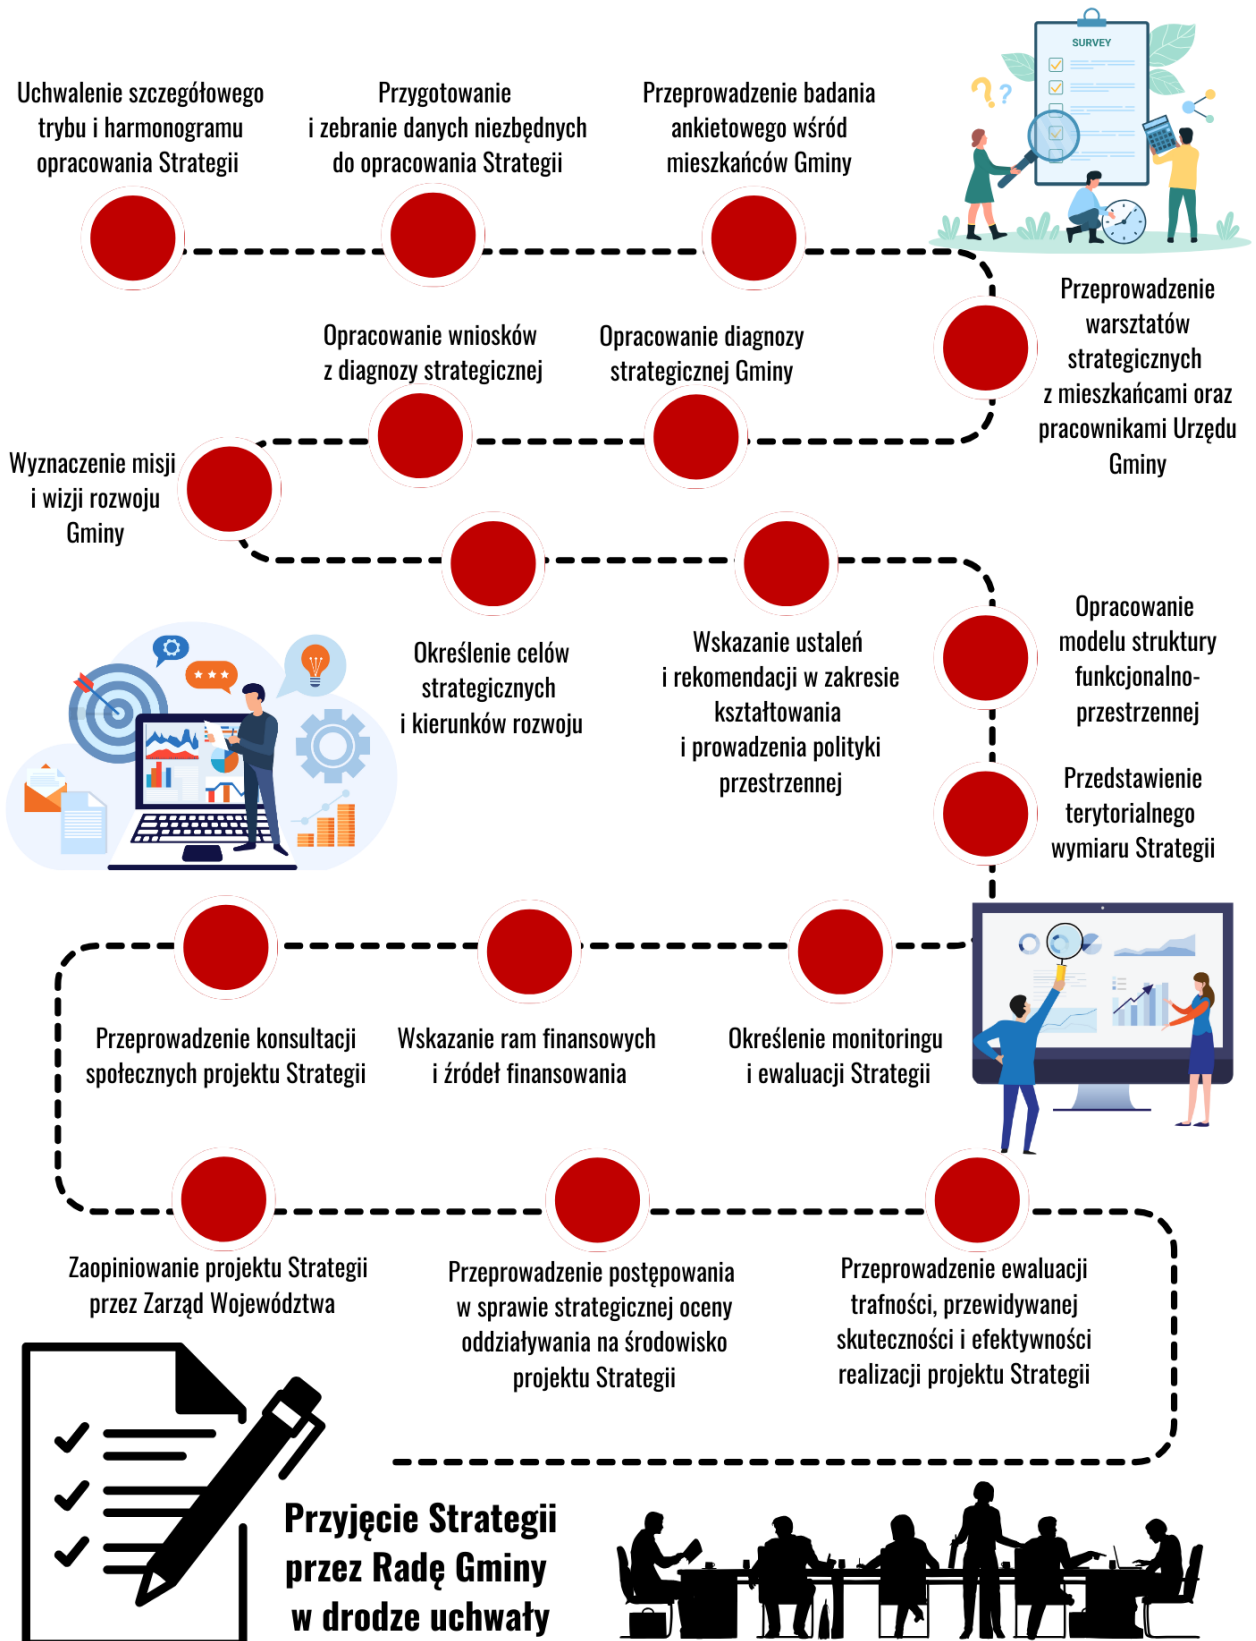 SURVEY
Uchwalenie szczegółowego
trybu i harmonogramu
opracowania Strategii
Przygotowanie
i zebranie danych niezbędnych
do opracowania Strategii
Przeprowadzenie badania
ankietowego wśród
mieszkańców Gminy
Przeprowadzenie
warsztatów
strategicznych
z mieszkańcami oraz
pracownikami Urzędu
Gminy
Opracowanie diagnozy
strategicznej Gminy
Opracowanie wniosków
z diagnozy strategicznej
Wyznaczenie misji
i wizji rozwoju
Gminy
Określenie celów
strategicznych
i kierunków rozwoju
Wskazanie ustaleń
i rekomendacji w zakresie
kształtowania
i prowadzenia polityki
przestrzennej
Opracowanie
modelu struktury
funkcjonalno-
przestrzennej
Przedstawienie
terytorialnego
wymiaru Strategii
Określenie monitoringu
i ewaluacji Strategii
Wskazanie ram finansowych
i źródeł finansowania
Przeprowadzenie konsultacji
społecznych projektu Strategii
Zaopiniowanie projektu Strategii
przez Zarząd Województwa
Przeprowadzenie postępowania
w sprawie strategicznej oceny
oddziaływania na środowisko
projektu Strategii
Przeprowadzenie ewaluacji
trafności, przewidywanej
skuteczności i efektywności
realizacji projektu Strategii
Przyjęcie Strategii
przez Radę Gminy
w drodze uchwały